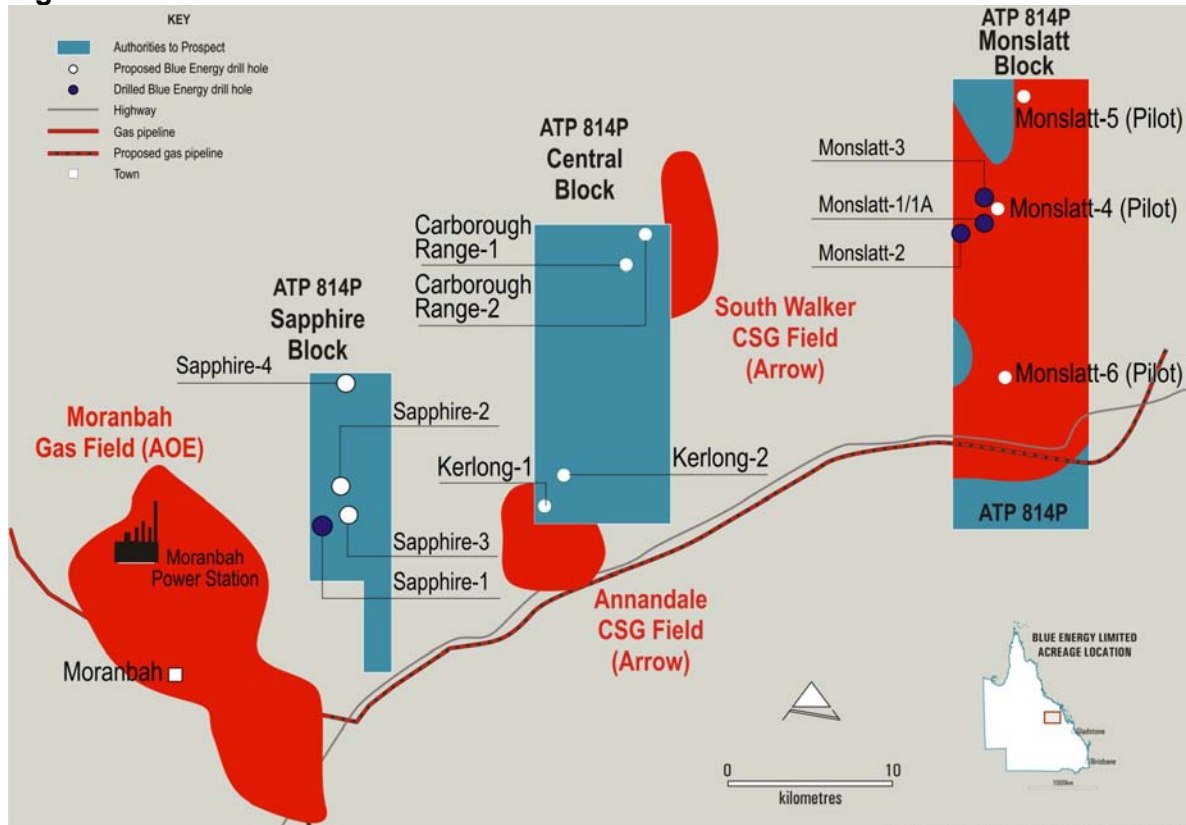 KEY
Authorities to Prospect
Proposed Blue Energy drill hole
Drilled Blue Energy drill hole
Highway
Gas pipeline
Proposed gas pipeline
Town
ATP 814P
Monslatt
Block
Monslatt-5 (Pilot)
Monslatt-3
Monslatt-1/1A
Monslatt-4 (Pilot)
Monslatt-2
Monslatt-6 (Pilot)
ATP 814P
ATP 814P
Central
Block
Carborough
Range-1
Carborough
Range-2
South Walker
CSG Field
(Arrow)
Kerlong-1
Kerlong-2
Annandale
CSG Field
(Arrow)
ATP 814P
Sapphire
Block
Sapphire-4
Sapphire-2
Sapphire-3
Sapphire-1
Moranbah
Gas Field (AOE)
Moranbah
Power Station
Moranbah
0 10
kilometres
BLUE ENERGY LIMITED
ACREAGE LOCATION
Gladstone
Brisbane
1000km